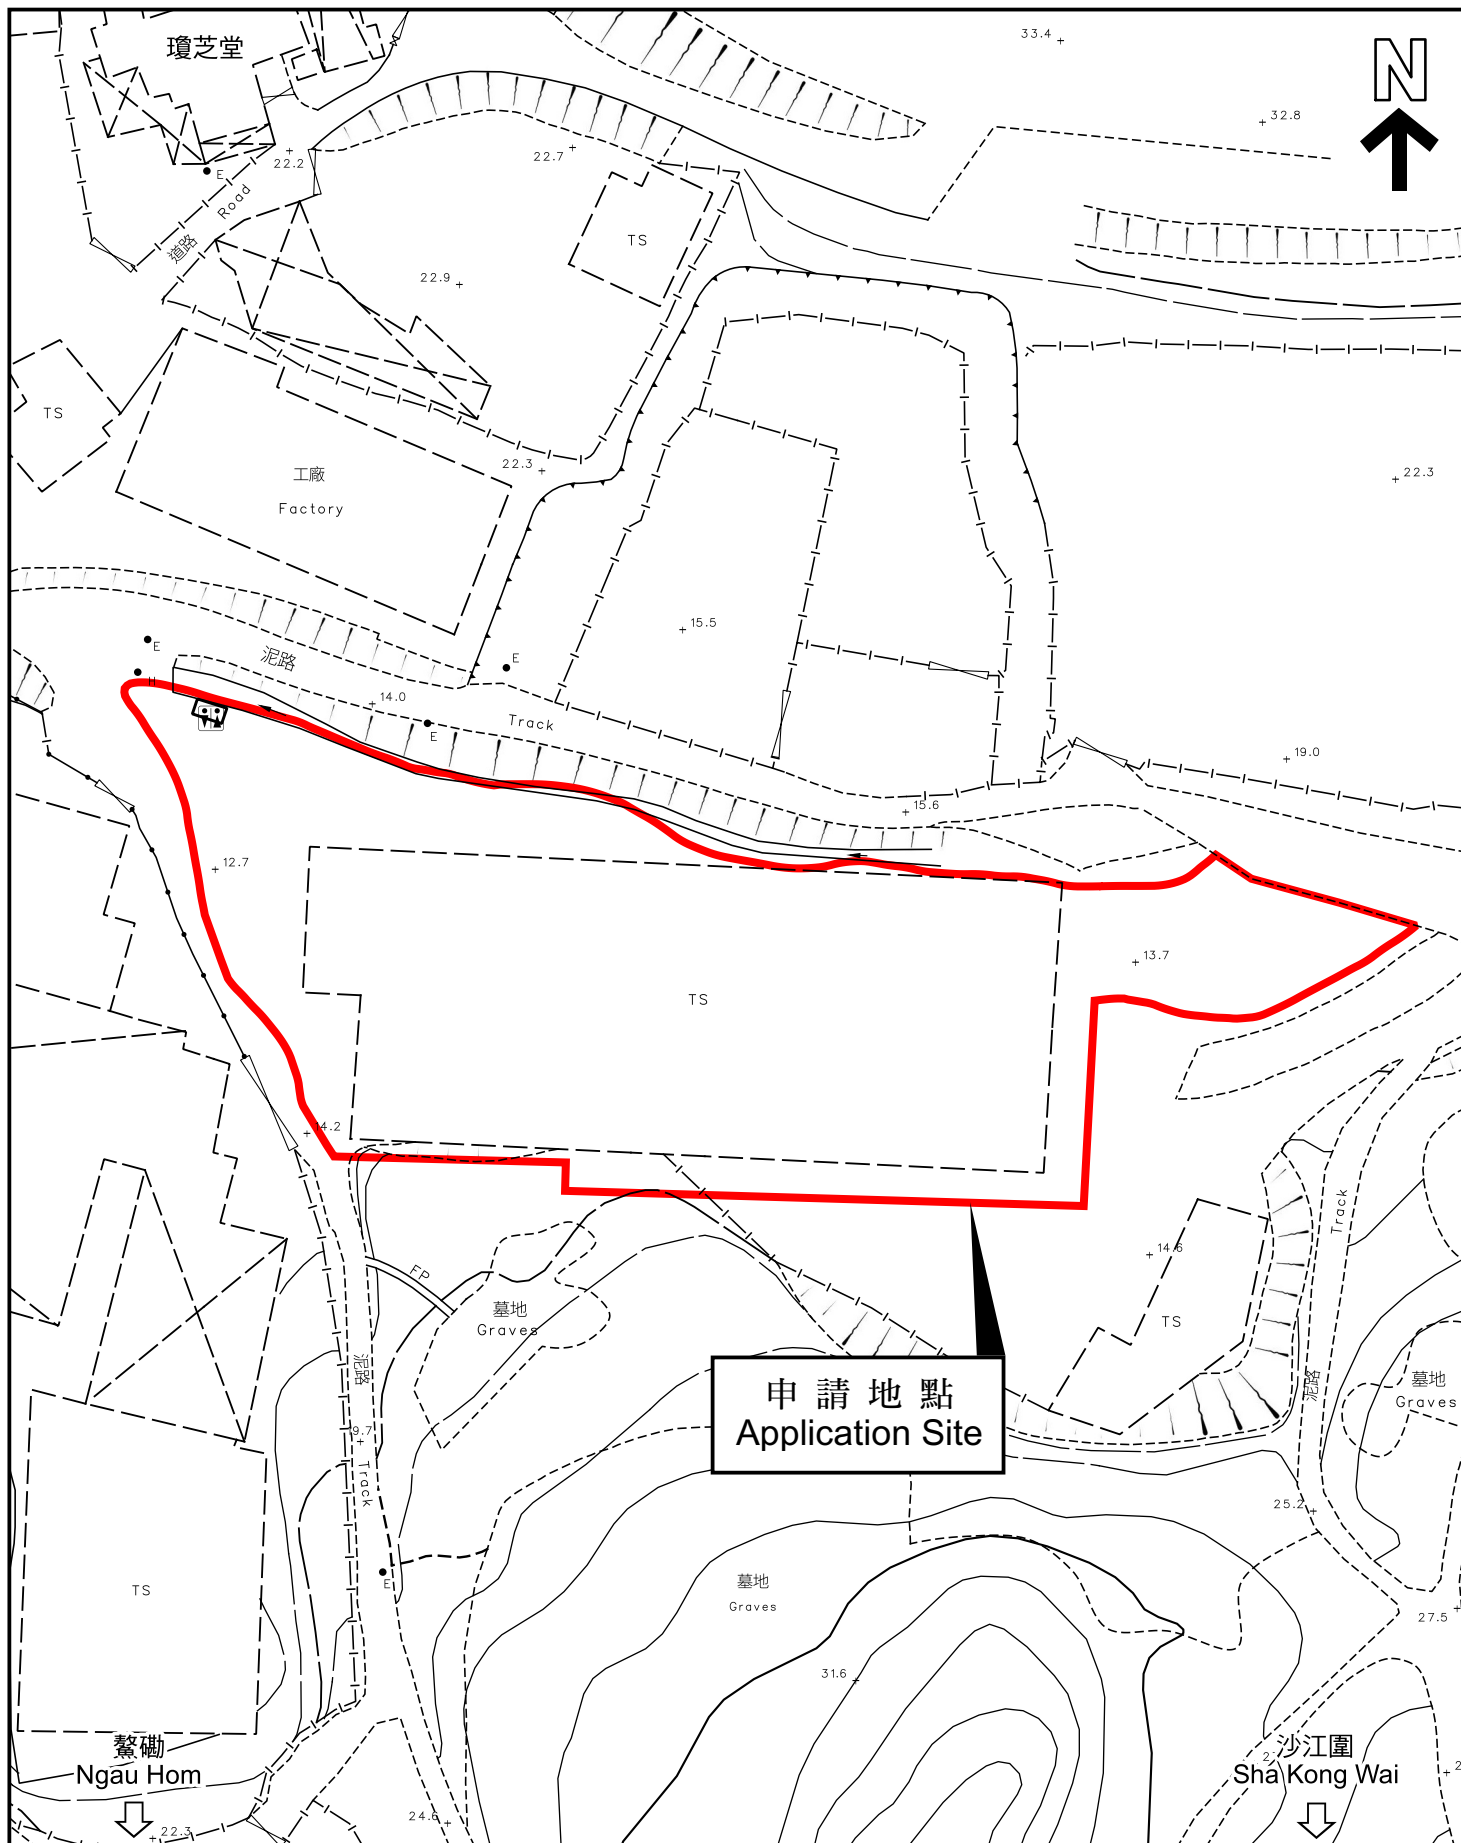 瓊芝堂
33.4
N
32.8
22.2
22.7
E
道路
Road
TS
22.9
TS
22.3
22.3
工廠
Factory
15.5
E
泥路
E
H
14.0
Track
E
19.0
15.6
12.7
13.7
TS
14.2
Track
14.6
FP
墓地
Graves
TS
泥路
泥路
墓地
Graves
申請地點
Application Site
9.7
Track
25.2
E
墓地
Graves
TS
27.5
31.6
鰲磡
Ngau Hom
沙江圍
Sha Kong Wai
24.6
22.3